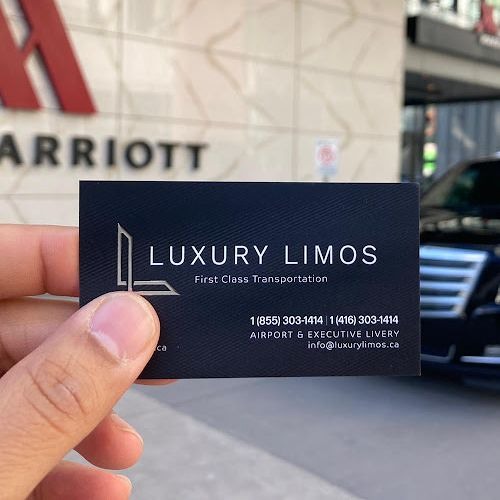 ARRIOTT
LUXURY LIMOS
First Class Transportation
1 (855) 303-1414 | 1 (416) 303-1414
AIRPORT & EXECUTIVE LIVERY
info@luxurylimos.ca
.ca